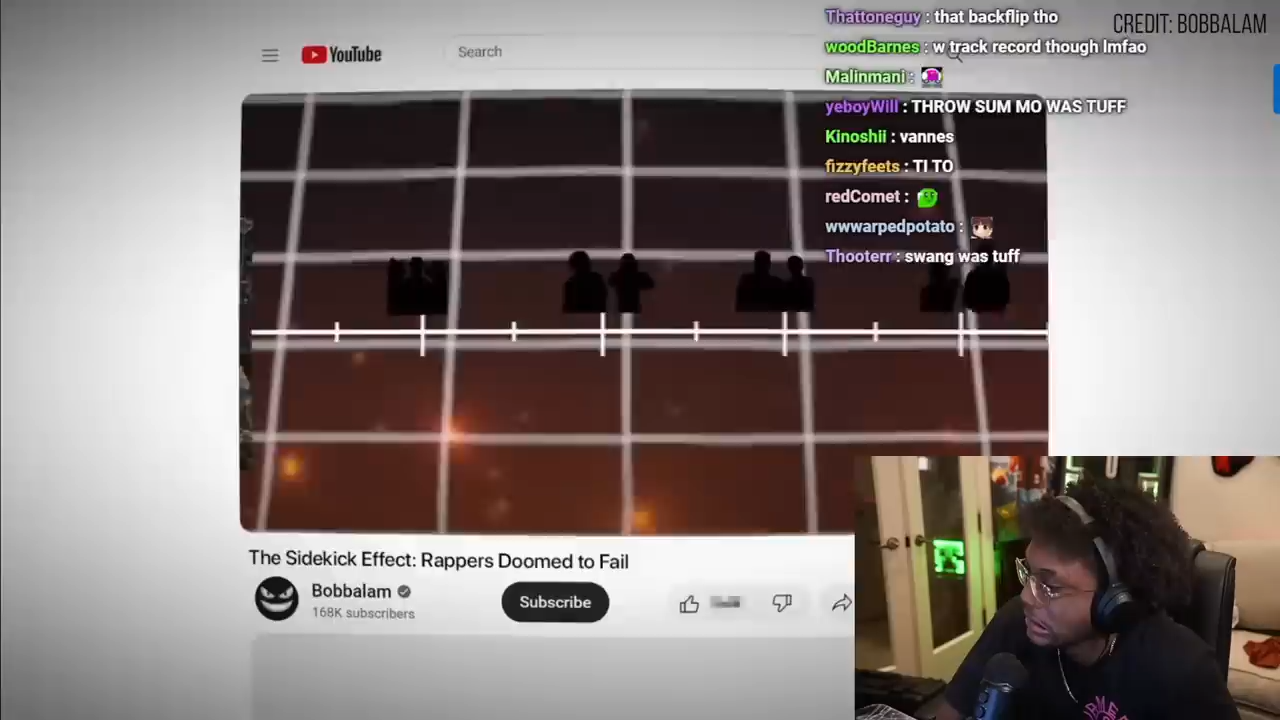 CREDIT: BOBBALAM
YouTube
Search
Thattoneguy : that backflip tho
woodBarnes : w track record though lmfao
Malinmani :
yeboyWill : THROW SUM MO WAS TUFF
Kinoshii : vannes
fizzyfeets : TI TO
redComet :
wwwarpedpotato :
Thooterr : swang was tuff
The Sidekick Effect: Rappers Doomed to Fail
Bobbalam
168K subscribers
Subscribe